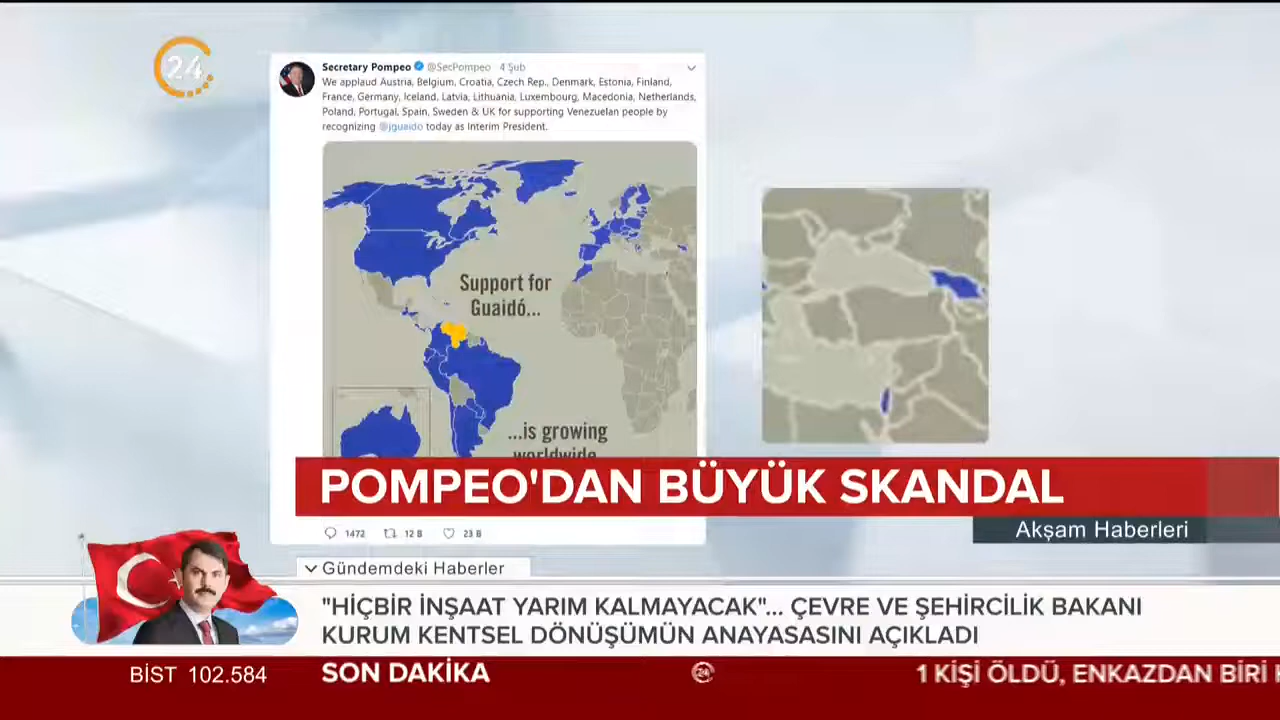 24
Secretary Pompeo @SecPompeo 4 Şub
We applaud Austria, Belgium, Croatia, Czech Rep., Denmark, Estonia, Finland,
France, Germany, Iceland, Latvia, Lithuania, Luxembourg, Macedonia, Netherlands,
Poland, Portugal, Spain, Sweden & UK for supporting Venezuelan people by
recognizing @jguaido today as Interim President.
Support for
Guaidó...
...is growing
worldwide
POMPEO'DAN BÜYÜK SKANDAL
Akşam Haberleri
1472 12 B 23 B
Gündemdeki Haberler
"HİÇBİR İNŞAAT YARIM KALMAYACAK"... ÇEVRE VE ŞEHİRCİLİK BAKANI
KURUM KENTSEL DÖNÜŞÜMÜN ANAYASASINI AÇIKLADI
BİST 102.584 SON DAKİKA 24 1 KİŞİ ÖLDÜ, ENKAZDAN BİRİ